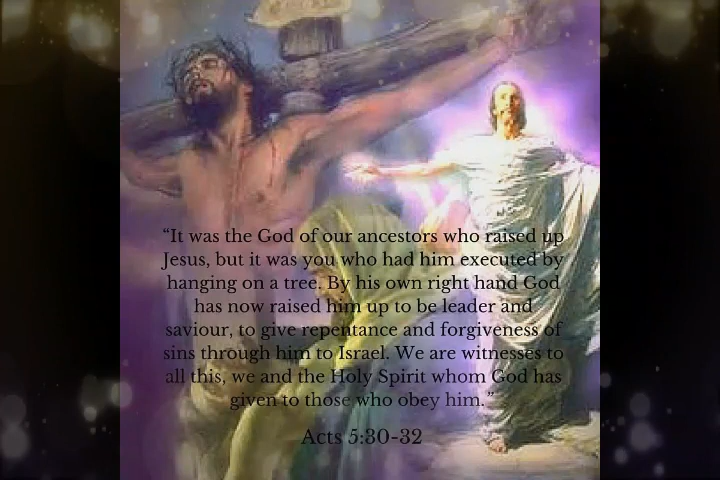 “It was the God of our ancestors who raised up
Jesus, but it was you who had him executed by
hanging on a tree. By his own right hand God
has now raised him up to be leader and
saviour, to give repentance and forgiveness of
sins through him to Israel. We are witnesses to
all this, we and the Holy Spirit whom God has
given to those who obey him.”
Acts 5:30-32